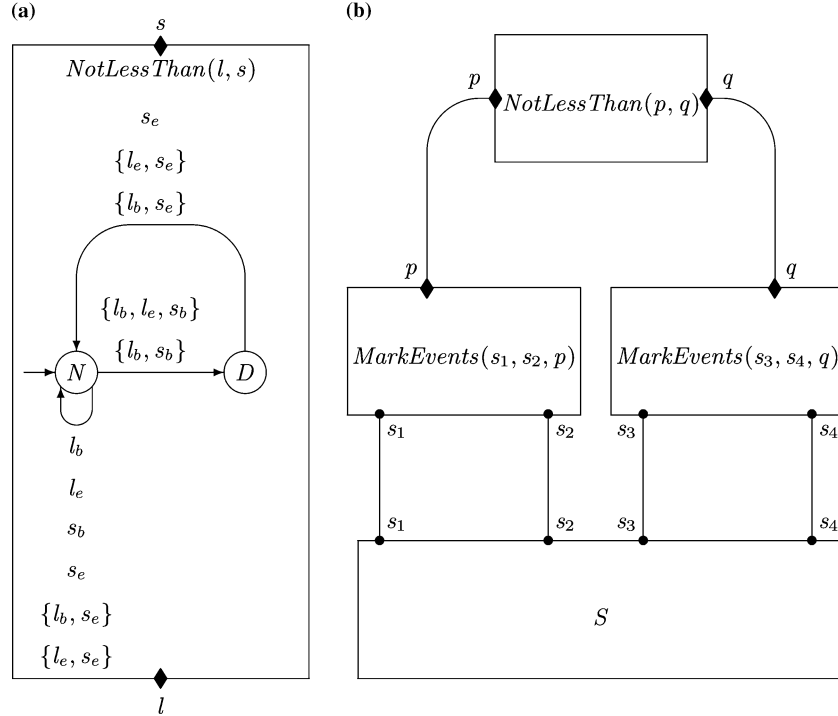 (a)
s
NotLessThan(l, s)
s_e
{l_e, s_e}
{l_b, s_e}
{l_b, l_e, s_b}
{l_b, s_b}
N
D
l_b
l_e
s_b
s_e
{l_b, s_e}
{l_e, s_e}
l
(b)
p
q
NotLessThan(p, q)
p
q
MarkEvents(s_1, s_2, p)
MarkEvents(s_3, s_4, q)
s_1 s_2 s_3 s_4
s_1 s_2 s_3 s_4
S